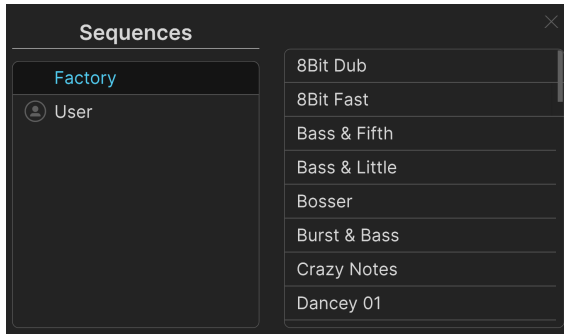 Sequences
Factory
User
8Bit Dub
8Bit Fast
Bass & Fifth
Bass & Little
Bosser
Burst & Bass
Crazy Notes
Dancey 01